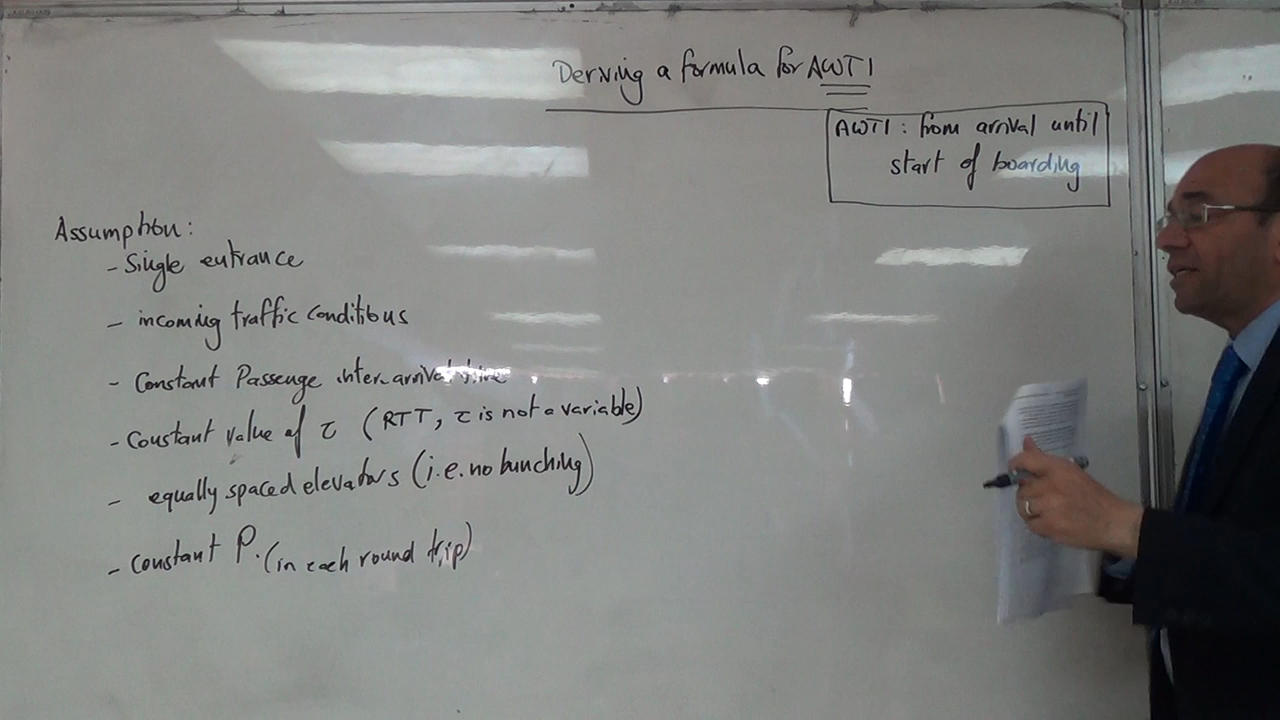 Deriving a formula for AWT1
AWT1: from arrival until
start of boarding
Assumption:
- Single entrance
- incoming traffic conditions
- Constant Passenge inter-arrival time
- Constant value of τ (RTT, τ is not a variable)
- equally spaced elevators (i.e. no bunching)
- constant P. (in each round trip)